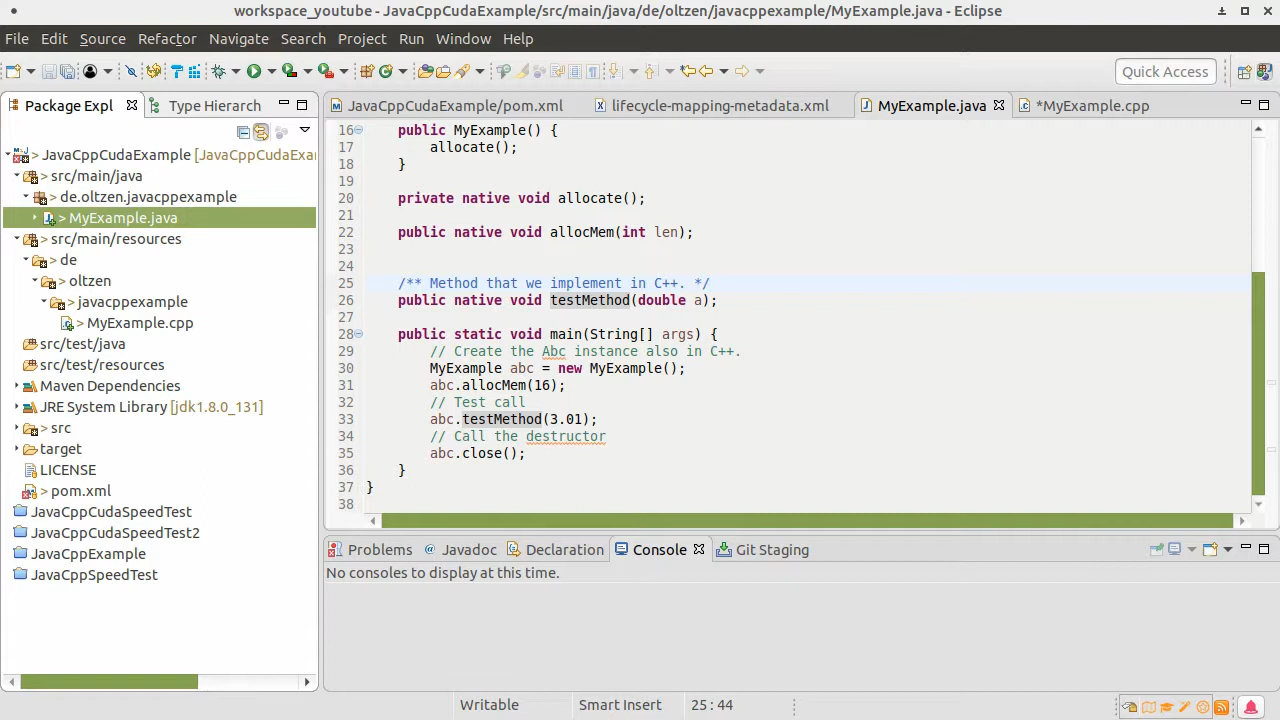 workspace_youtube - JavaCppCudaExample/src/main/java/de/oltzen/javacppexample/MyExample.java - Eclipse
File Edit Source Refactor Navigate Search Project Run Window Help
Quick Access
Package Expl Type Hierarch
JavaCppCudaExample/pom.xml lifecycle-mapping-metadata.xml MyExample.java *MyExample.cpp
> JavaCppCudaExample [JavaCppCudaExa
> src/main/java
> de.oltzen.javacppexample
> MyExample.java
> src/main/resources
> de
> oltzen
> javacppexample
> MyExample.cpp
src/test/java
src/test/resources
Maven Dependencies
JRE System Library [jdk1.8.0_131]
> src
> target
LICENSE
> pom.xml
JavaCppCudaSpeedTest
JavaCppCudaSpeedTest2
JavaCppExample
JavaCppSpeedTest
16 public MyExample() {
17 allocate();
18 }
19
20 private native void allocate();
21
22 public native void allocMem(int len);
23
24
25 /** Method that we implement in C++. */
26 public native void testMethod(double a);
27
28 public static void main(String[] args) {
29 // Create the Abc instance also in C++.
30 MyExample abc = new MyExample();
31 abc.allocMem(16);
32 // Test call
33 abc.testMethod(3.01);
34 // Call the destructor
35 abc.close();
36 }
37 }
38
Problems @ Javadoc Declaration Console Git Staging
No consoles to display at this time.
Writable Smart Insert 25 : 44